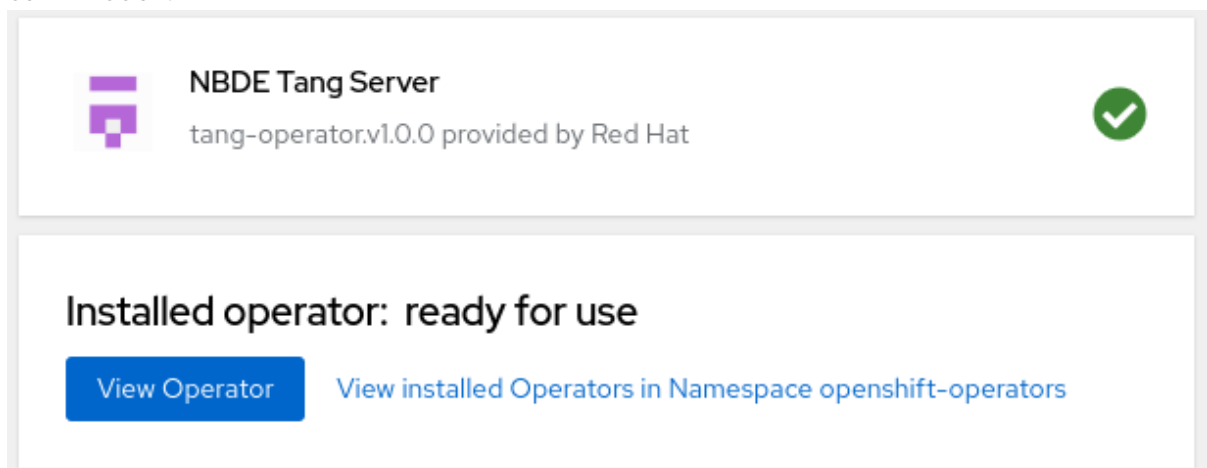 NBDE Tang Server
tang-operator.v1.0.0 provided by Red Hat
Installed operator: ready for use
View Operator
View installed Operators in Namespace openshift-operators